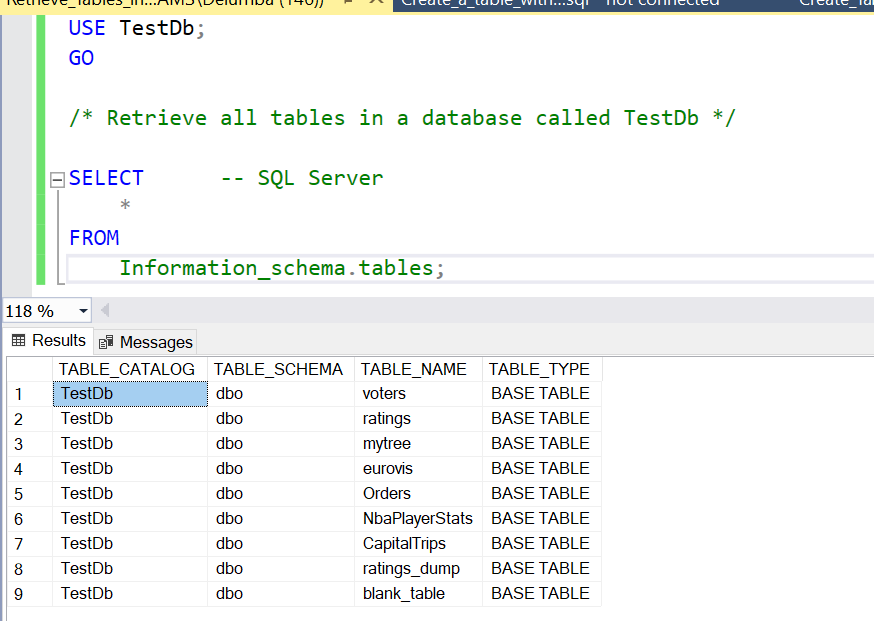 Retrieve_Tables_in...AMS\Delumba (146)) Create_a_table_with...sql - not connected Create_Ta
USE TestDb;
GO
/* Retrieve all tables in a database called TestDb */
SELECT -- SQL Server
*
FROM
Information_schema.tables;
118 %
Results Messages
TABLE_CATALOG TABLE_SCHEMA TABLE_NAME TABLE_TYPE
1 TestDb dbo voters BASE TABLE
2 TestDb dbo ratings BASE TABLE
3 TestDb dbo mytree BASE TABLE
4 TestDb dbo eurovis BASE TABLE
5 TestDb dbo Orders BASE TABLE
6 TestDb dbo NbaPlayerStats BASE TABLE
7 TestDb dbo CapitalTrips BASE TABLE
8 TestDb dbo ratings_dump BASE TABLE
9 TestDb dbo blank_table BASE TABLE